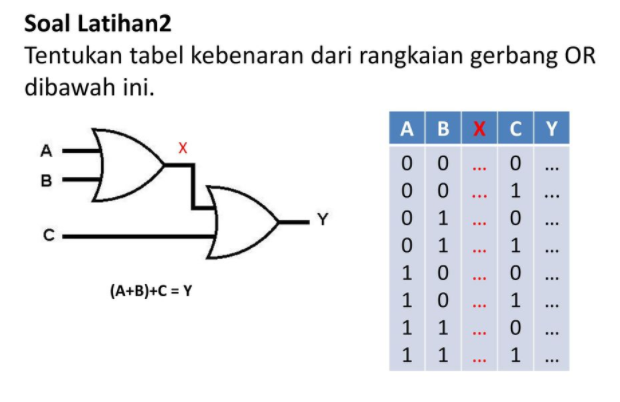 Soal Latihan2
Tentukan tabel kebenaran dari rangkaian gerbang OR
dibawah ini.
A
B
C
X
Y
(A+B)+C = Y
A B X C Y
0 0 ... 0 ...
0 0 ... 1 ...
0 1 ... 0 ...
0 1 ... 1 ...
1 0 ... 0 ...
1 0 ... 1 ...
1 1 ... 0 ...
1 1 ... 1 ...